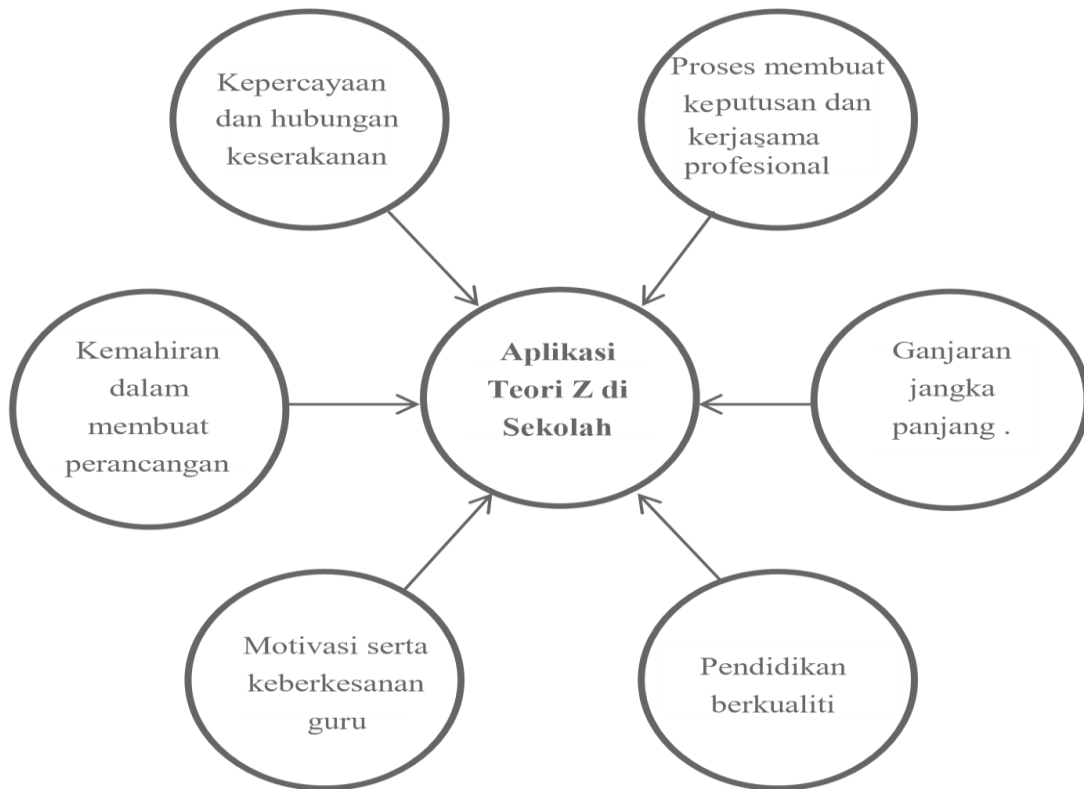 Kepercayaan
dan hubungan
keserakanan
Proses membuat
keputusan dan
kerjasama
profesional
Kemahiran
dalam
membuat
perancangan
Aplikasi
Teori Z di
Sekolah
Ganjaran
jangka
panjang .
Motivasi serta
keberkesanan
guru
Pendidikan
berkualiti